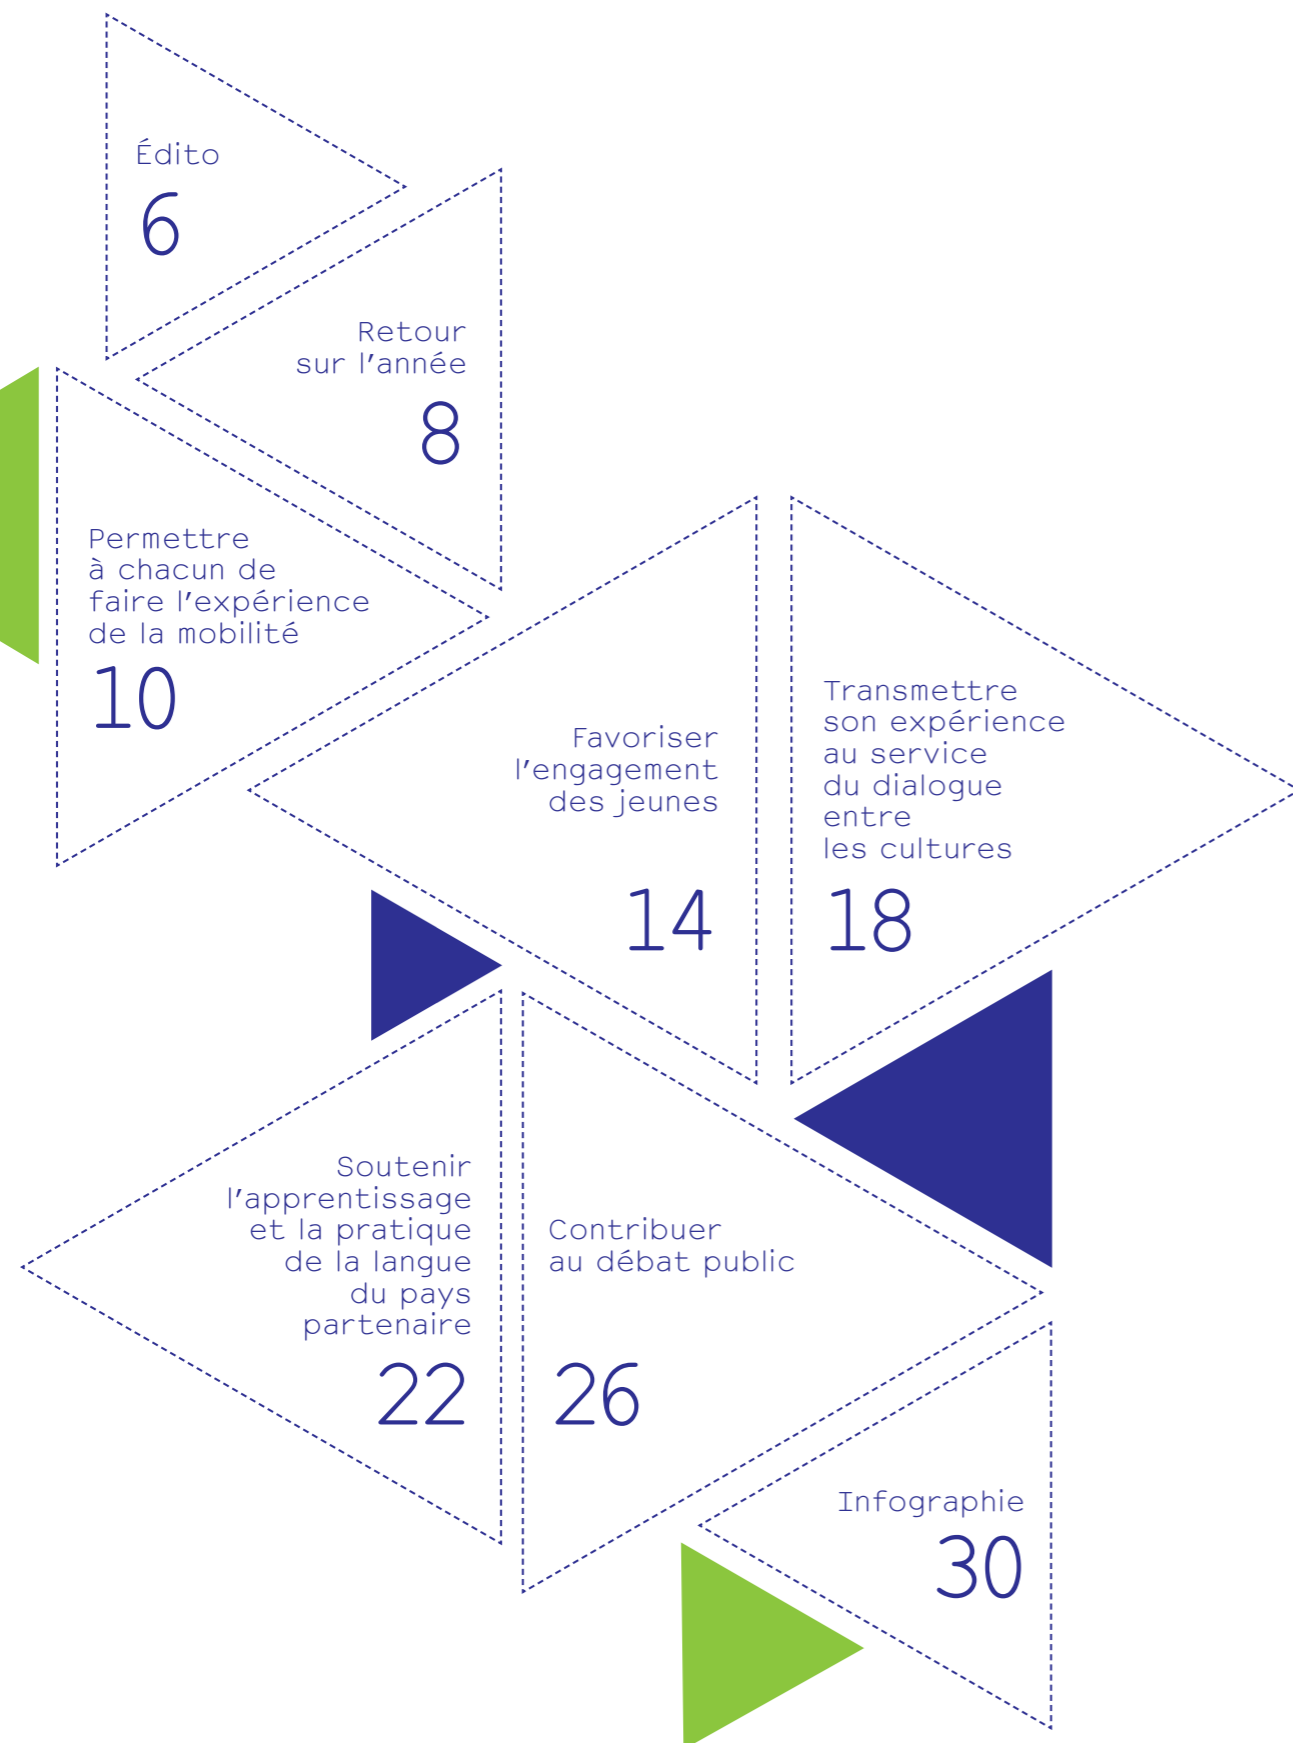 Édito
6
Retour
sur l'année
8
Permettre
à chacun de
faire l'expérience
de la mobilité
10
Favoriser
l'engagement
des jeunes
14
Transmettre
son expérience
au service
du dialogue
entre
les cultures
18
Soutenir
l'apprentissage
et la pratique
de la langue
du pays
partenaire
22
Contribuer
au débat public
26
Infographie
30